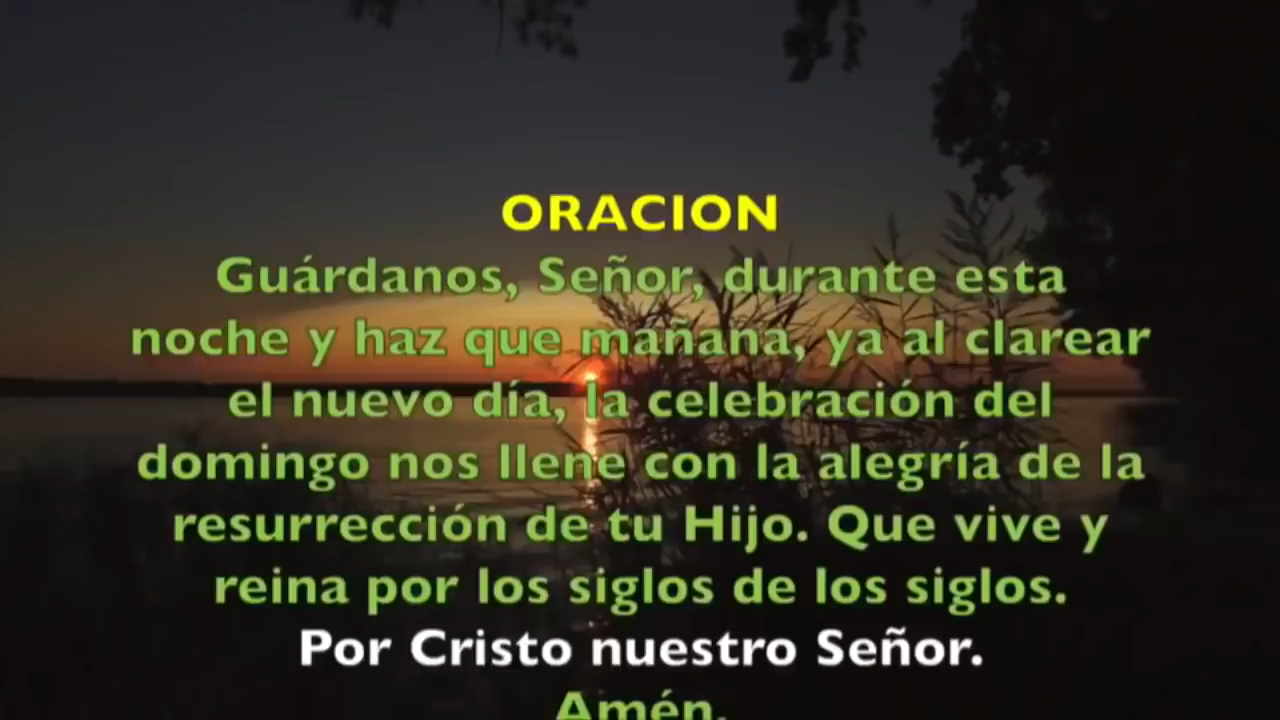 ORACION
Guárdanos, Señor, durante esta
noche y haz que mañana, ya al clarear
el nuevo día, la celebración del
domingo nos llene con la alegría de la
resurrección de tu Hijo. Que vive y
reina por los siglos de los siglos.
Por Cristo nuestro Señor.
Amén.